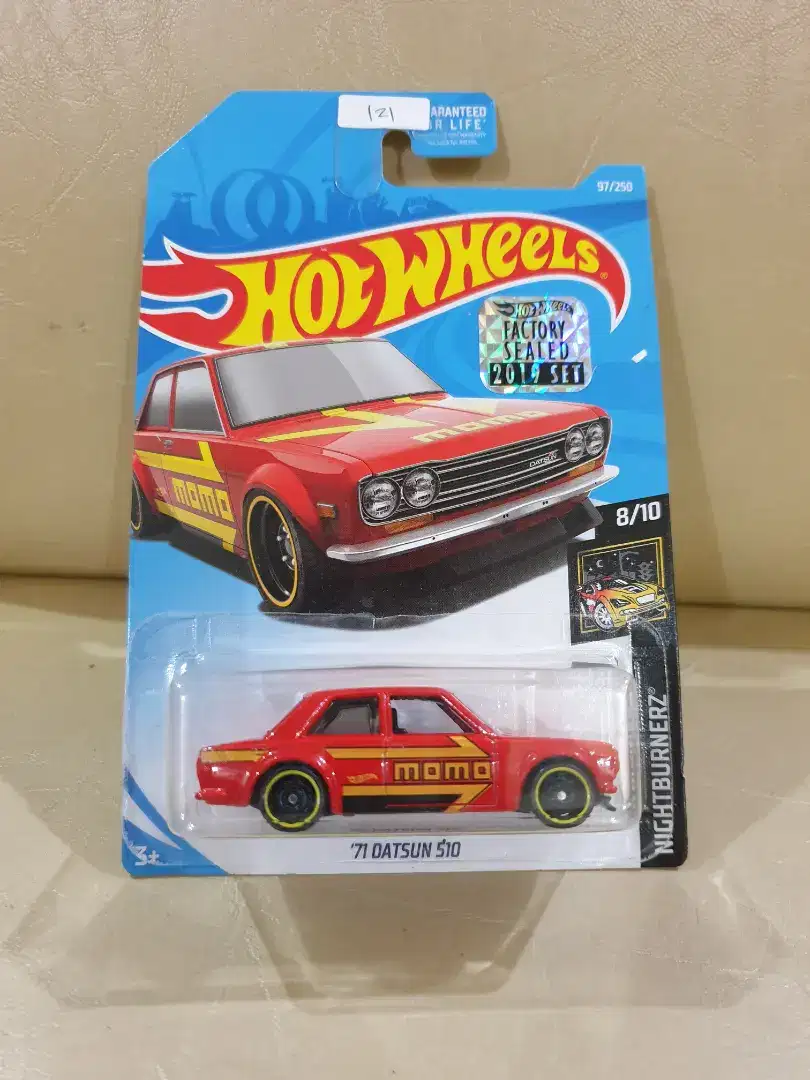 121
ARANTEED
R LIFE
97/250
HOT WHEELS
HOT WHEELS
FACTORY
SEALED
2019 SET
momo
DATSUN
momo
8/10
momo
NIGHTBURNERZ®
'71 DATSUN 510
3+